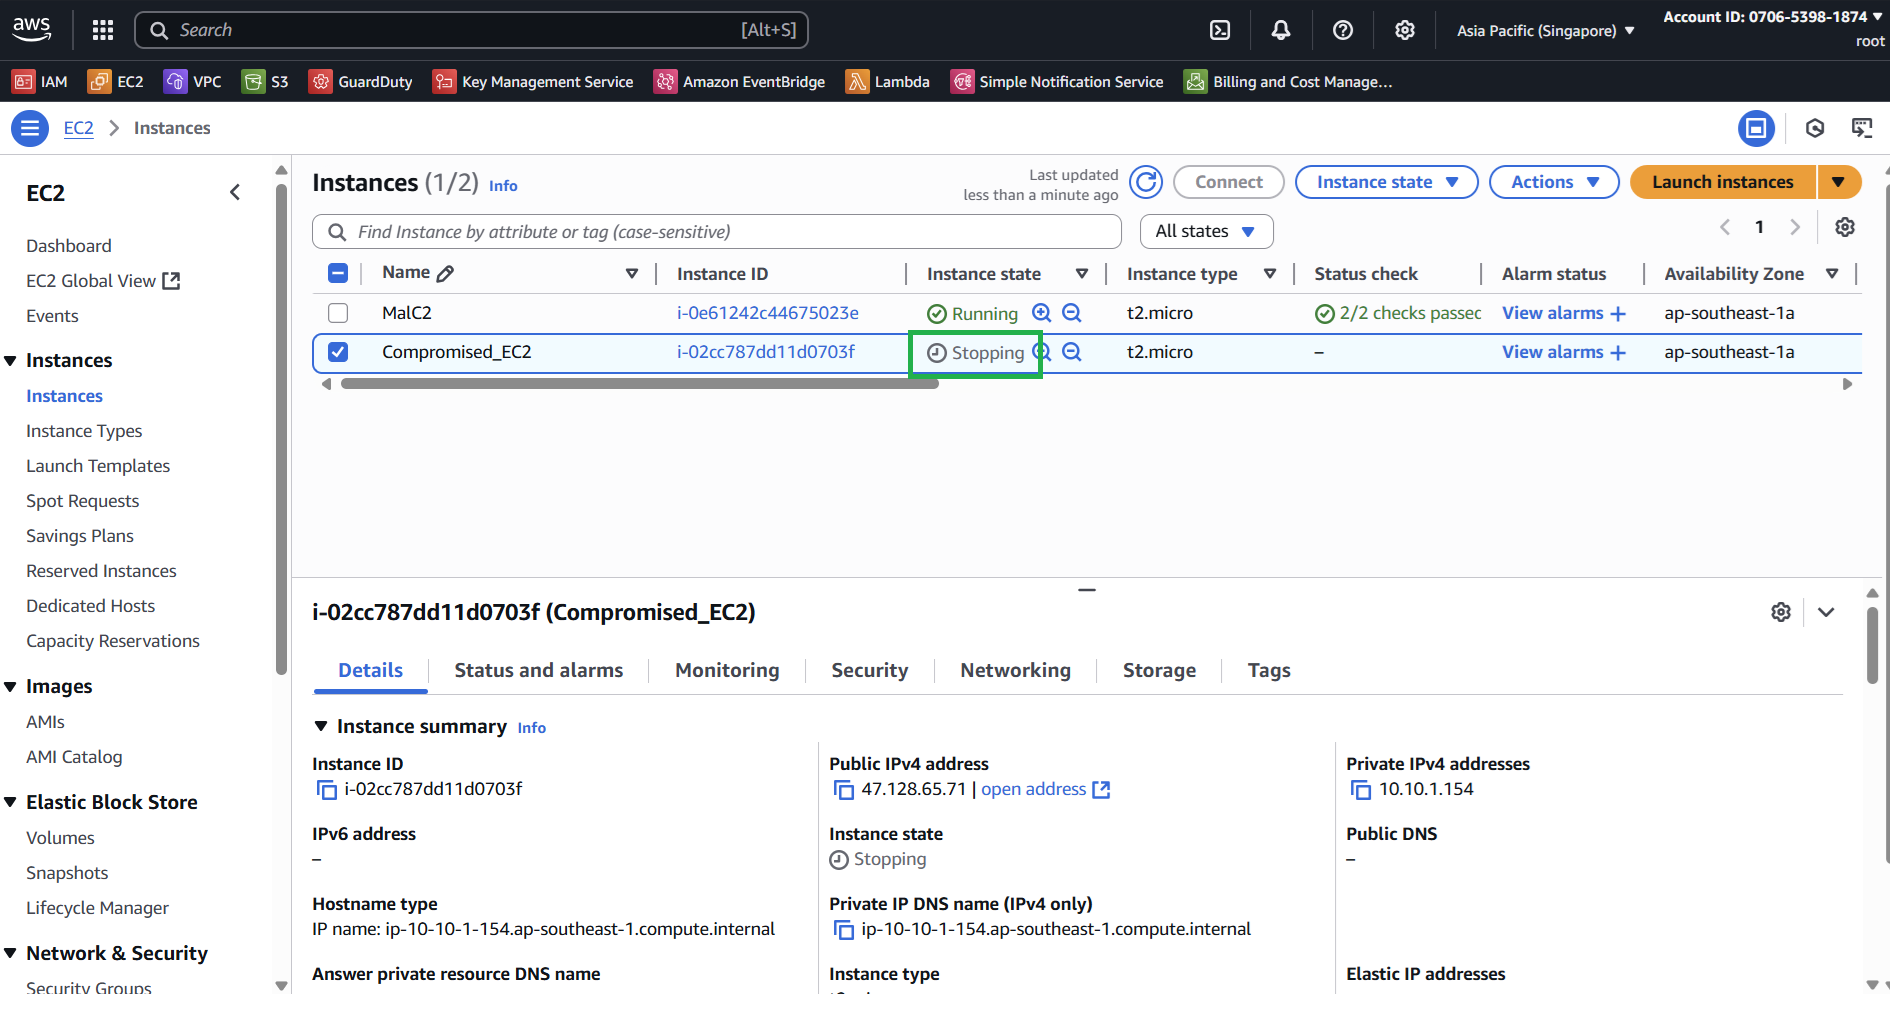 aws
Search [Alt+S]
Asia Pacific (Singapore)
Account ID: 0706-5398-1874
root
IAM EC2 VPC S3 GuardDuty Key Management Service Amazon EventBridge Lambda Simple Notification Service Billing and Cost Manage...
EC2 > Instances
EC2
Dashboard
EC2 Global View
Events
Instances
Instances
Instance Types
Launch Templates
Spot Requests
Savings Plans
Reserved Instances
Dedicated Hosts
Capacity Reservations
Images
AMIs
AMI Catalog
Elastic Block Store
Volumes
Snapshots
Lifecycle Manager
Network & Security
Security Groups
Instances (1/2) Info
Last updated
less than a minute ago
Connect Instance state Actions Launch instances
Find Instance by attribute or tag (case-sensitive)
All states
1
Name Instance ID Instance state Instance type Status check Alarm status Availability Zone
MalC2 i-0e61242c44675023e Running t2.micro 2/2 checks passec View alarms + ap-southeast-1a
Compromised_EC2 i-02cc787dd11d0703f Stopping t2.micro – View alarms + ap-southeast-1a
i-02cc787dd11d0703f (Compromised_EC2)
Details Status and alarms Monitoring Security Networking Storage Tags
Instance summary Info
Instance ID
i-02cc787dd11d0703f
Public IPv4 address
47.128.65.71 | open address
Private IPv4 addresses
10.10.1.154
IPv6 address
–
Instance state
Stopping
Public DNS
–
Hostname type
IP name: ip-10-10-1-154.ap-southeast-1.compute.internal
Private IP DNS name (IPv4 only)
ip-10-10-1-154.ap-southeast-1.compute.internal
Answer private resource DNS name
Instance type
Elastic IP addresses